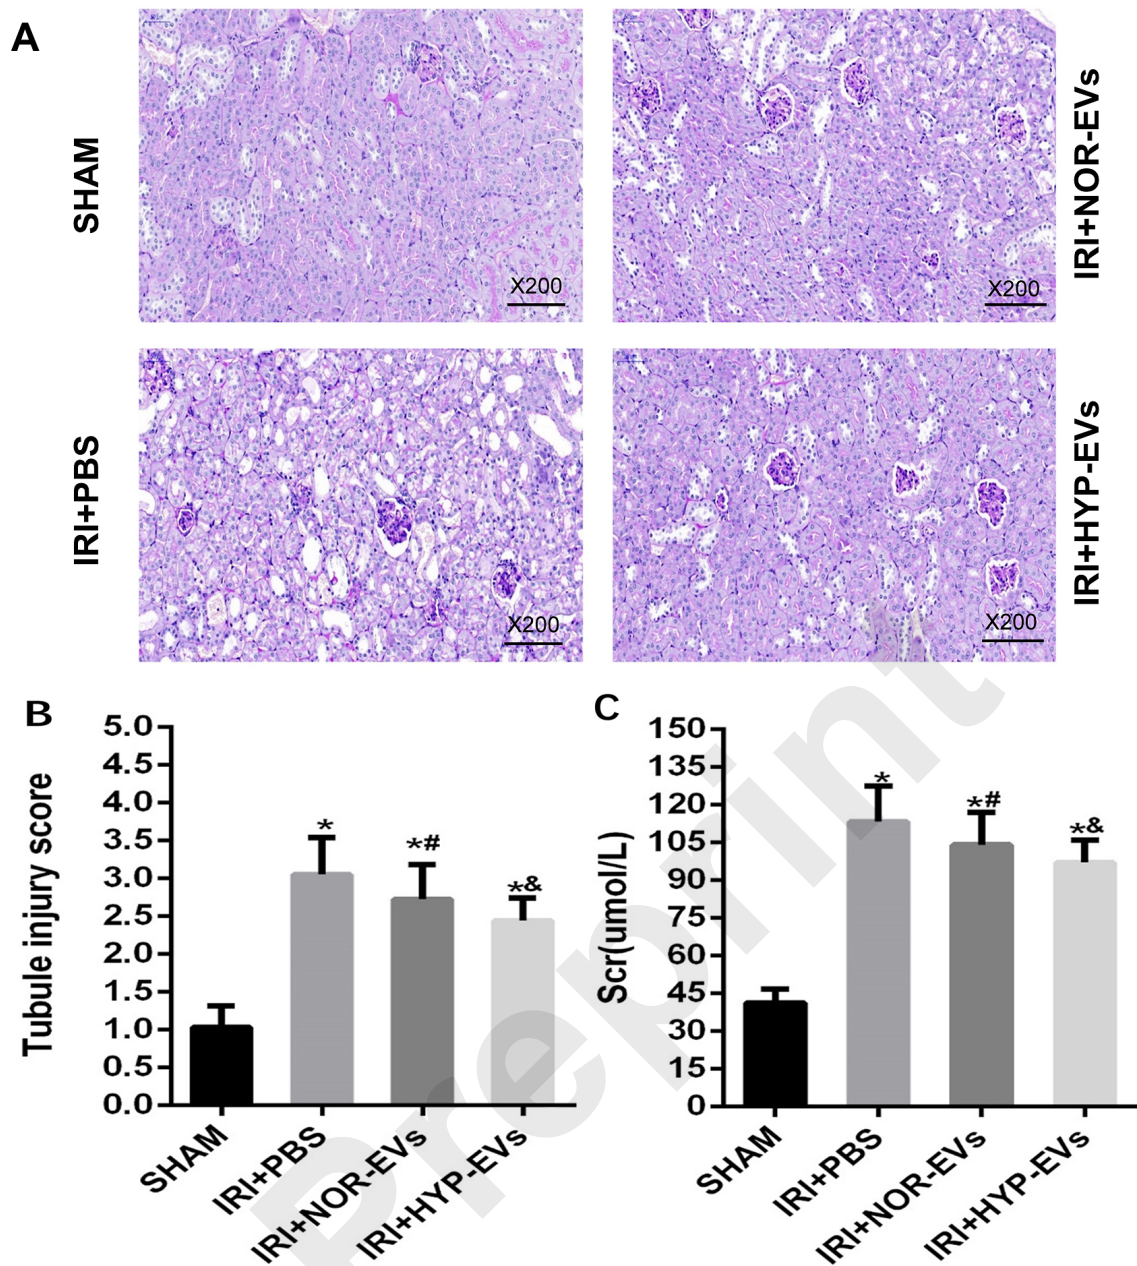 A
SHAM
X200
IRI+NOR-EVs
X200
IRI+PBS
X200
IRI+HYP-EVs
X200
B
Tubule injury score
5.0
4.5
4.0
3.5
3.0
2.5
2.0
1.5
1.0
0.5
0.0
*
*#
*&
SHAM
IRI+PBS
IRI+NOR-EVs
IRI+HYP-EVs
C
Scr(umol/L)
150
135
120
105
90
75
60
45
30
15
0
*
*#
*&
SHAM
IRI+PBS
IRI+NOR-EVs
IRI+HYP-EVs
Preprint